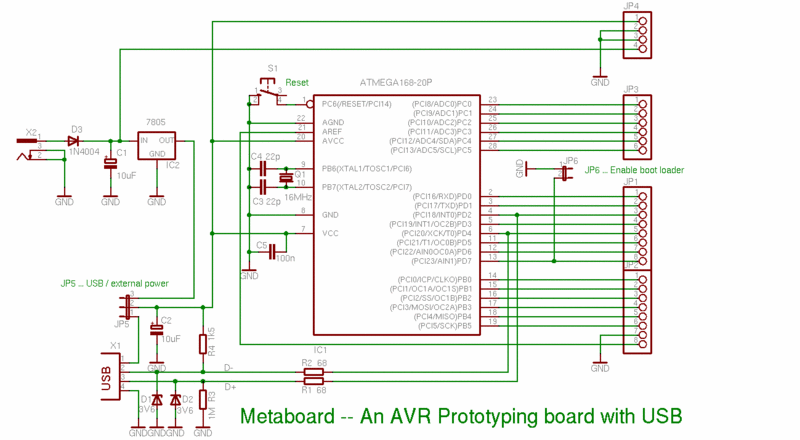 JP4
1
2
3
4
S1
Reset
ATMEGA168-20P
1 PC6(/RESET/PCI14)
22 AGND
21 AREF
20 AVCC
9 PB6(XTAL1/TOSC1/PCI6)
10 PB7(XTAL2/TOSC2/PCI7)
8 GND
7 VCC
(PCI8/ADC0)PC0 23
(PCI9/ADC1)PC1 24
(PCI10/ADC2)PC2 25
(PCI11/ADC3)PC3 26
(PCI12/ADC4/SDA)PC4 27
(PCI13/ADC5/SCL)PC5 28
(PCI16/RXD)PD0 2
(PCI17/TXD)PD1 3
(PCI18/INT0)PD2 4
(PCI19/INT1/OC2B)PD3 5
(PCI20/XCK/T0)PD4 6
(PCI21/T1/OC0B)PD5 11
(PCI22/AIN0OC0A)PD6 12
(PCI23/AIN1)PD7 13
(PCI0/ICP/CLKO)PB0 14
(PCI1/OC1A/OC1S)PB1 15
(PCI2/SS/OC1B)PB2 16
(PCI3/MOSI/OC2A)PB3 17
(PCI4/MISO)PB4 18
(PCI5/SCK)PB5 19
IC1
JP3
JP1
JP6
JP6 ... Enable boot loader
GND
GND
GND
X2
D3
1N4004
C1
10uF
7805
IN OUT
GND
IC2
GND
GND
GND
C4 22p
Q1
16MHz
C3 22p
C5
100n
GND
JP5 ... USB / external power
3
2
1
JP5
C2
10uF
GND
R4 1k5
X1
USB
1
2
3
4
D-
D+
R2 68
R1 68
D1
3V6
D2
3V6
R3
1M
GND
GND
GND
GND
Metaboard -- An AVR Prototyping board with USB